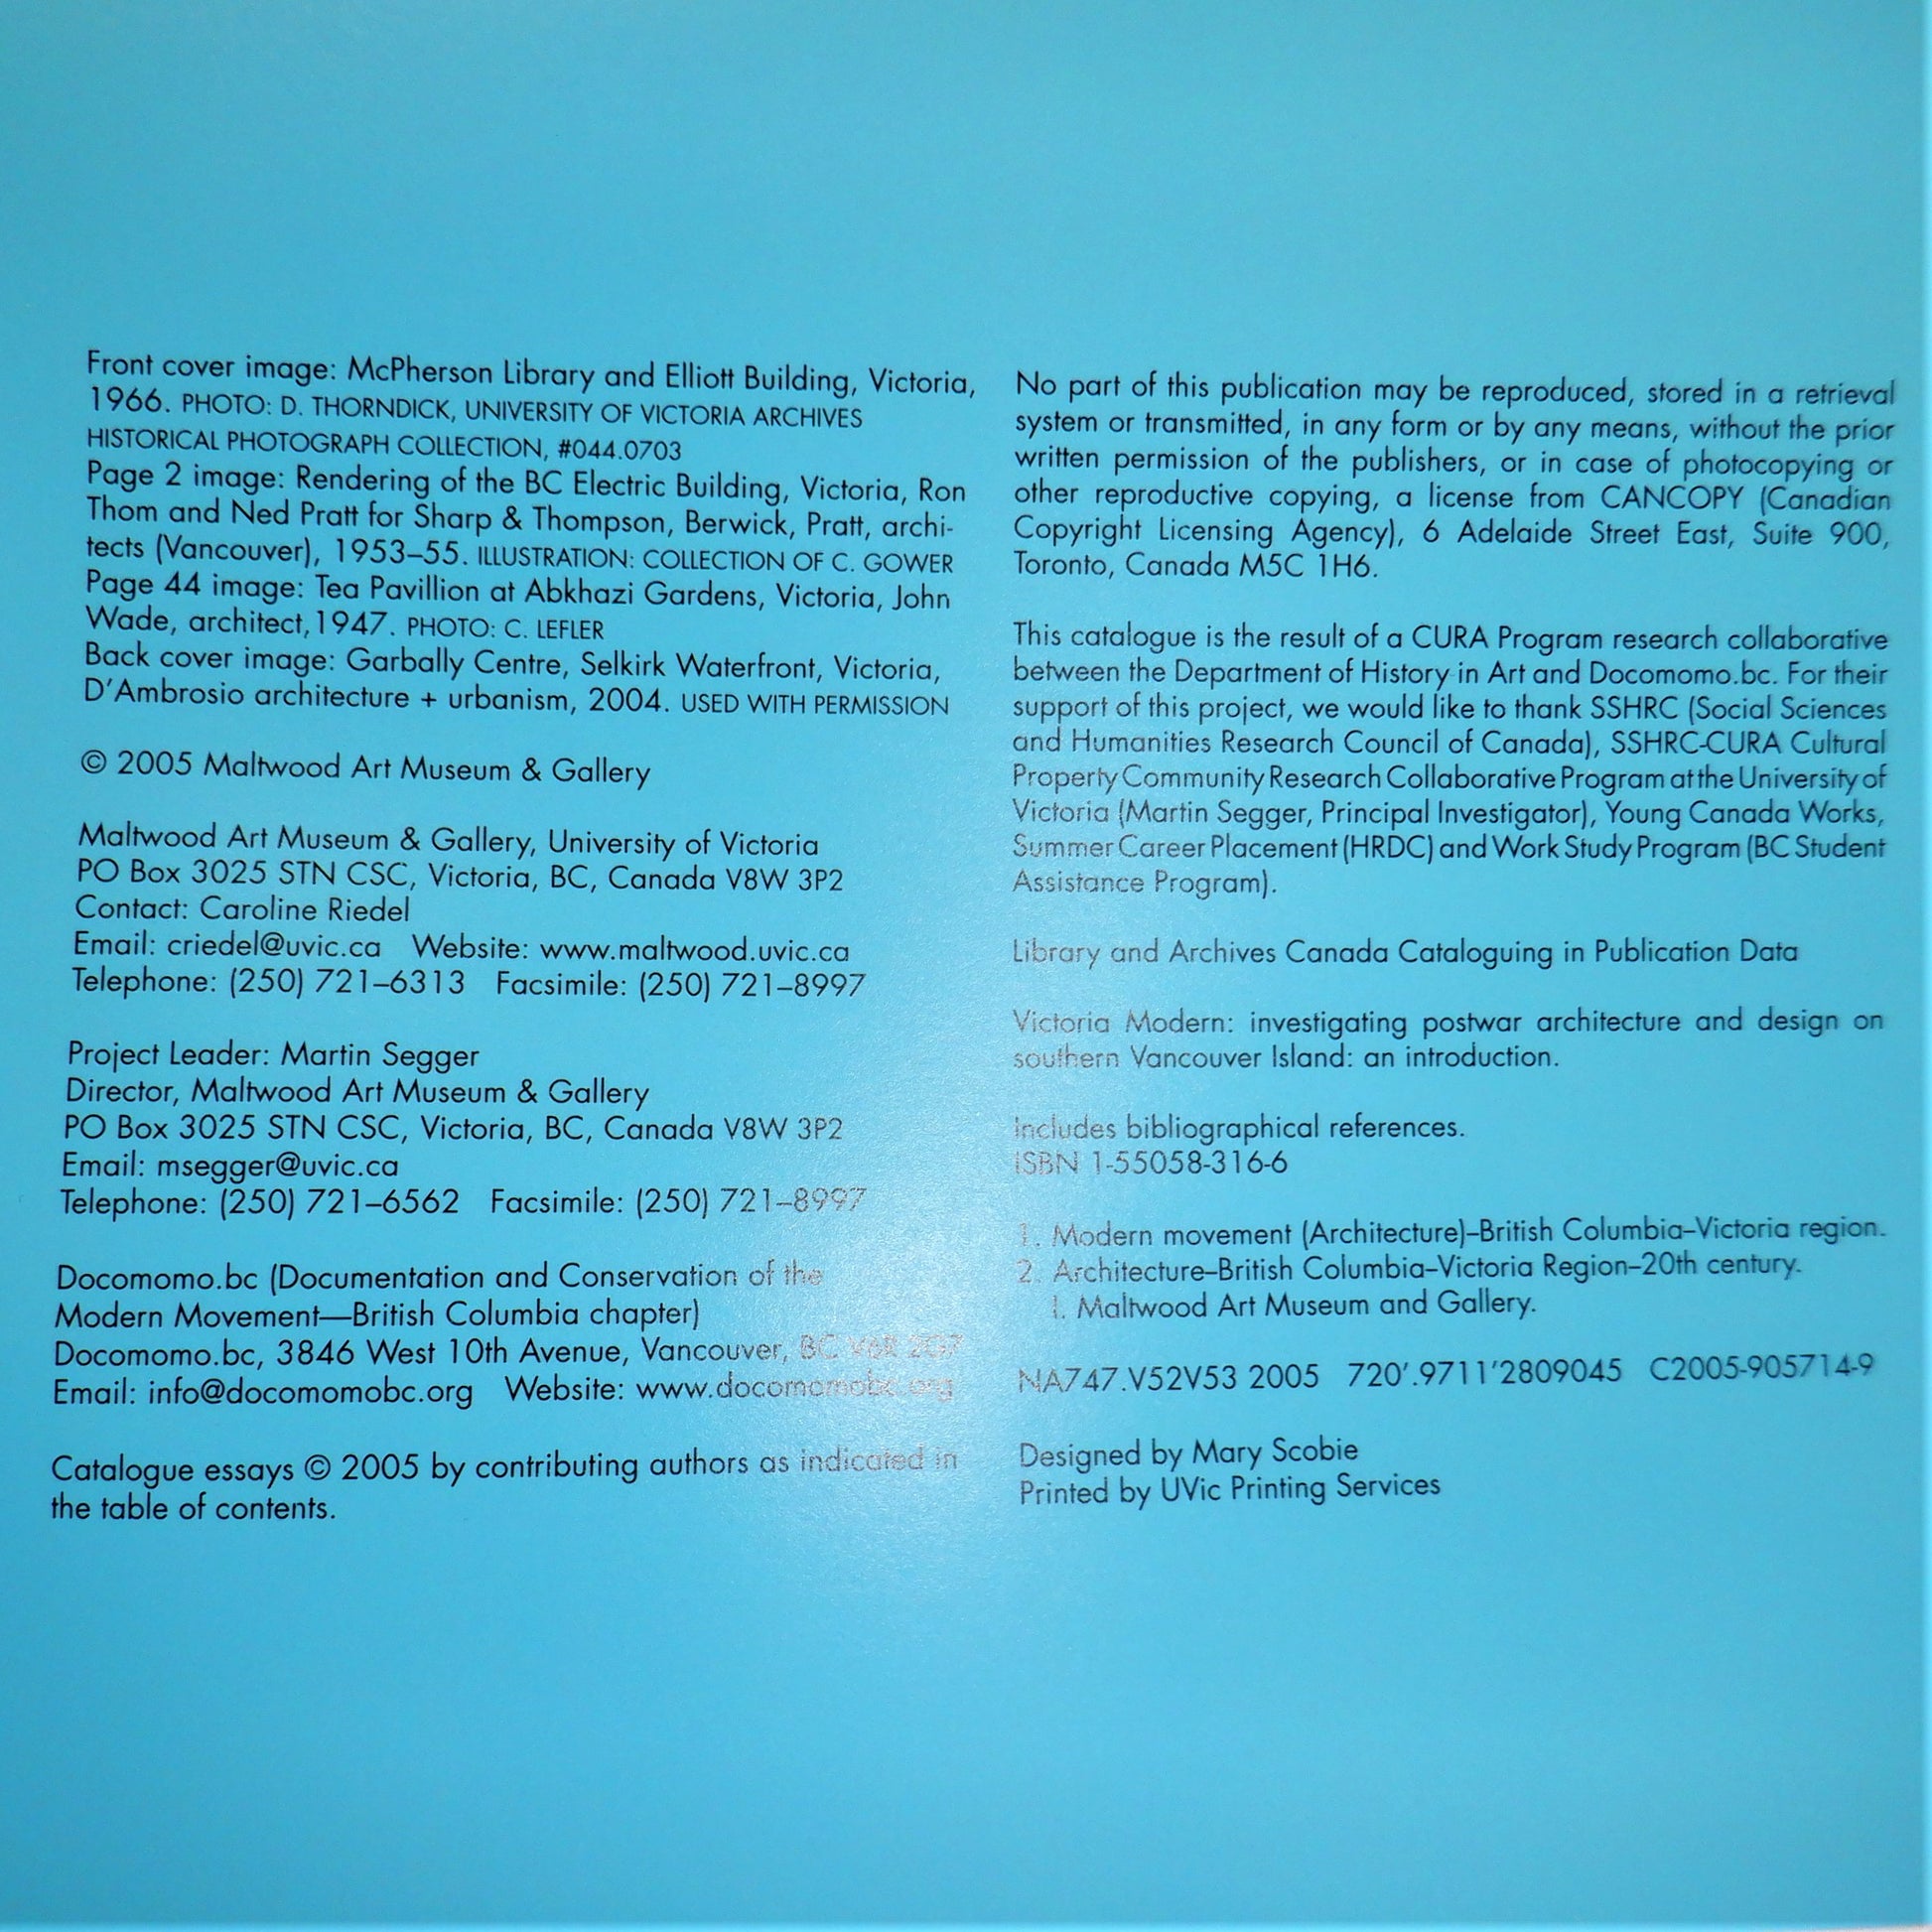 Front cover image: McPherson Library and Elliott Building, Victoria,
1966. PHOTO: D. THORNDICK, UNIVERSITY OF VICTORIA ARCHIVES
HISTORICAL PHOTOGRAPH COLLECTION, #044.0703
Page 2 image: Rendering of the BC Electric Building, Victoria, Ron
Thom and Ned Pratt for Sharp & Thompson, Berwick, Pratt, archi-
tects (Vancouver), 1953–55. ILLUSTRATION: COLLECTION OF C. GOWER
Page 44 image: Tea Pavillion at Abkhazi Gardens, Victoria, John
Wade, architect,1947. PHOTO: C. LEFLER
Back cover image: Garbally Centre, Selkirk Waterfront, Victoria,
D'Ambrosio architecture + urbanism, 2004. USED WITH PERMISSION
© 2005 Maltwood Art Museum & Gallery
Maltwood Art Museum & Gallery, University of Victoria
PO Box 3025 STN CSC, Victoria, BC, Canada V8W 3P2
Contact: Caroline Riedel
Email: criedel@uvic.ca Website: www.maltwood.uvic.ca
Telephone: (250) 721–6313 Facsimile: (250) 721–8997
Project Leader: Martin Segger
Director, Maltwood Art Museum & Gallery
PO Box 3025 STN CSC, Victoria, BC, Canada V8W 3P2
Email: msegger@uvic.ca
Telephone: (250) 721–6562 Facsimile: (250) 721–8997
Docomomo.bc (Documentation and Conservation of the
Modern Movement—British Columbia chapter)
Docomomo.bc, 3846 West 10th Avenue, Vancouver, BC V6R 2G7
Email: info@docomomobc.org Website: www.docomomobc.org
Catalogue essays © 2005 by contributing authors as indicated in
the table of contents.
No part of this publication may be reproduced, stored in a retrieval
system or transmitted, in any form or by any means, without the prior
written permission of the publishers, or in case of photocopying or
other reproductive copying, a license from CANCOPY (Canadian
Copyright Licensing Agency), 6 Adelaide Street East, Suite 900,
Toronto, Canada M5C 1H6.
This catalogue is the result of a CURA Program research collaborative
between the Department of History in Art and Docomomo.bc. For their
support of this project, we would like to thank SSHRC (Social Sciences
and Humanities Research Council of Canada), SSHRC-CURA Cultural
Property Community Research Collaborative Program at the University of
Victoria (Martin Segger, Principal Investigator), Young Canada Works,
Summer Career Placement (HRDC) and Work Study Program (BC Student
Assistance Program).
Library and Archives Canada Cataloguing in Publication Data
Victoria Modern: investigating postwar architecture and design on
southern Vancouver Island: an introduction.
Includes bibliographical references.
ISBN 1-55058-316-6
1. Modern movement (Architecture)–British Columbia–Victoria region.
2. Architecture–British Columbia–Victoria Region–20th century.
I. Maltwood Art Museum and Gallery.
NA747.V52V53 2005 720'.9711'2809045 C2005-905714-9
Designed by Mary Scobie
Printed by UVic Printing Services